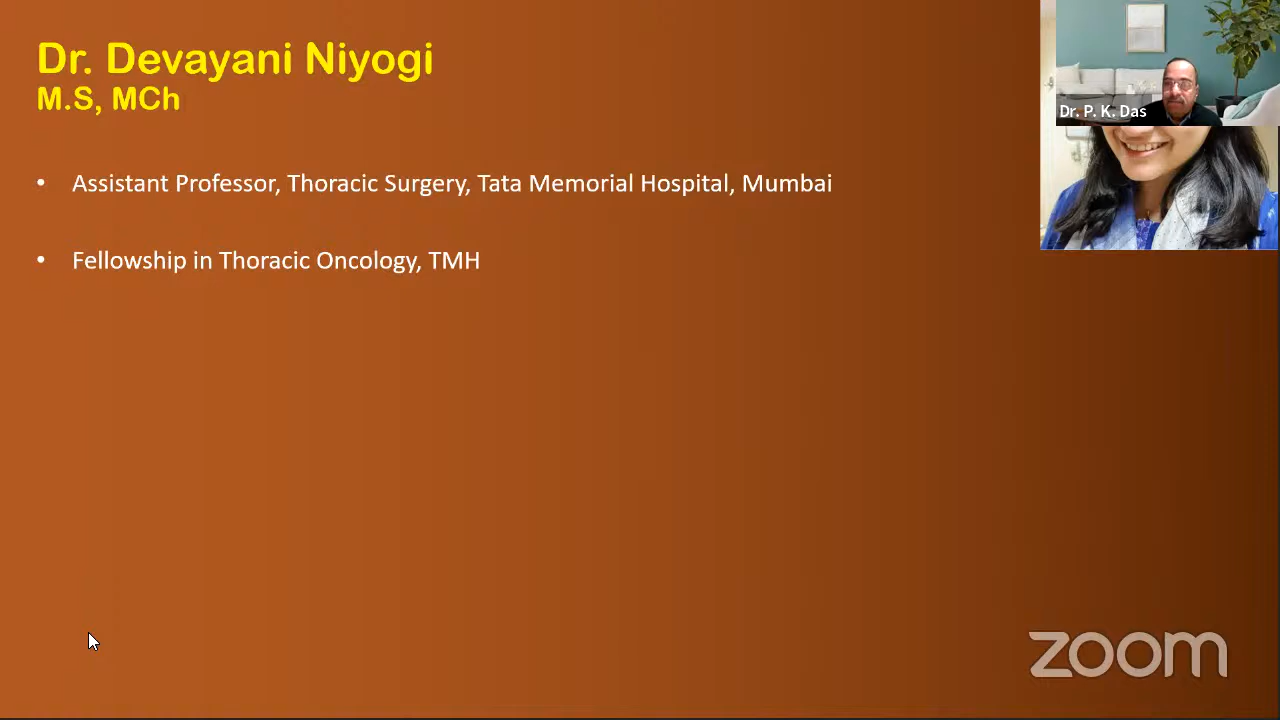 Dr. Devayani Niyogi
M.S, MCh
Dr. P. K. Das
• Assistant Professor, Thoracic Surgery, Tata Memorial Hospital, Mumbai
• Fellowship in Thoracic Oncology, TMH
zoom